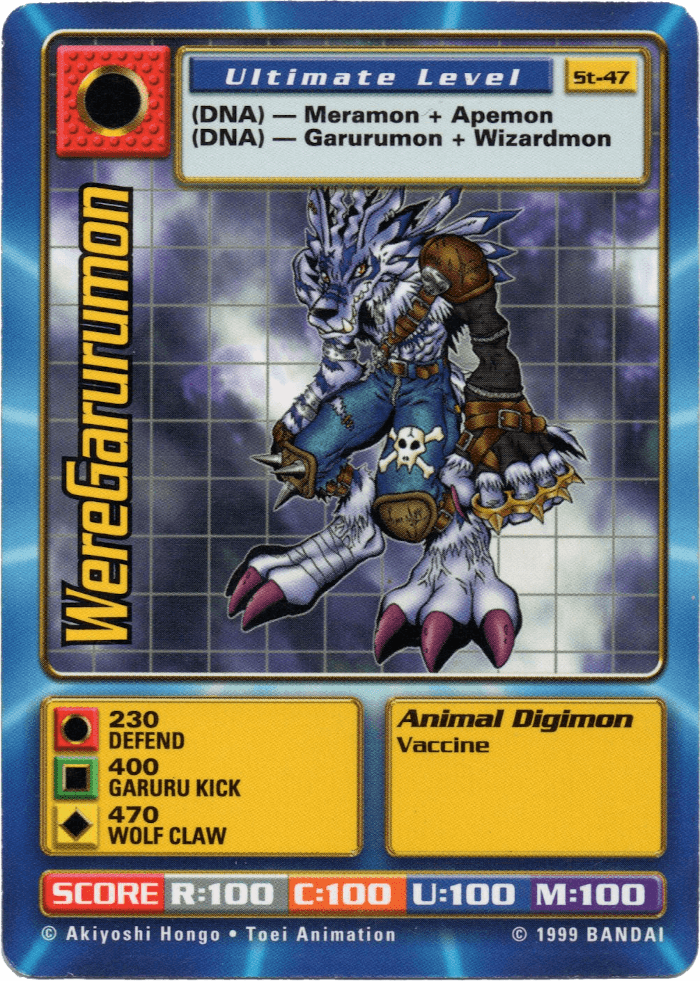 Ultimate Level
St-47
(DNA) — Meramon + Apemon
(DNA) — Garurumon + Wizardmon
WereGarurumon
230
DEFEND
400
GARURU KICK
470
WOLF CLAW
Animal Digimon
Vaccine
SCORE R:100 C:100 U:100 M:100
© Akiyoshi Hongo • Toei Animation
© 1999 BANDAI